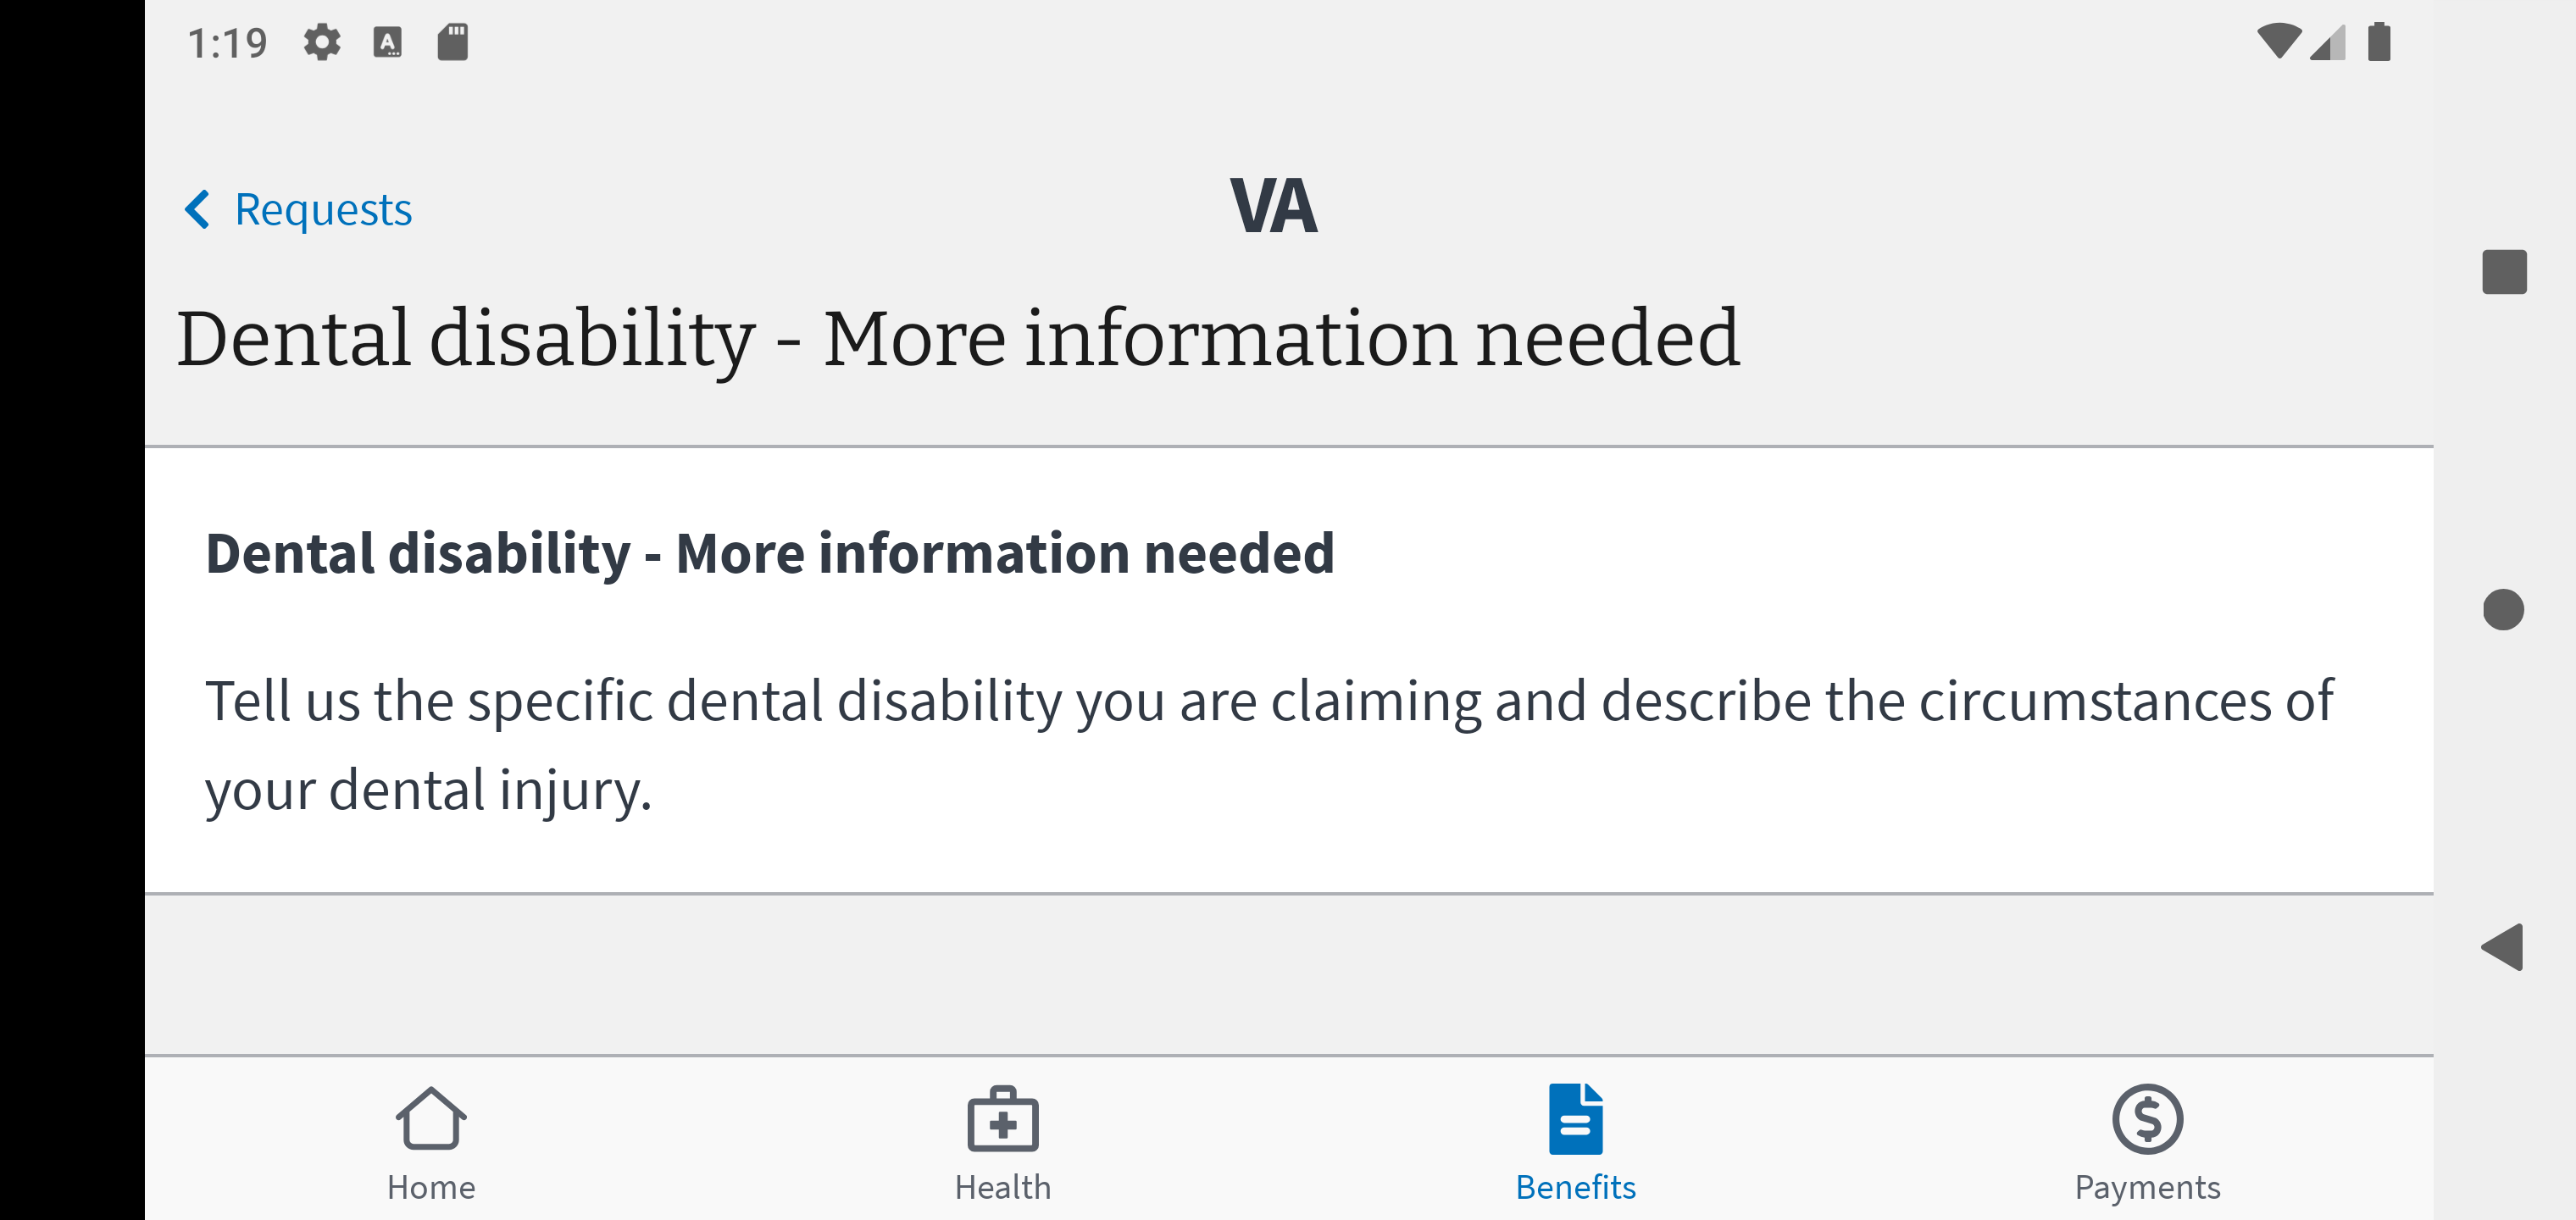 1:19
Requests
VA
Dental disability - More information needed
Dental disability - More information needed
Tell us the specific dental disability you are claiming and describe the circumstances of
your dental injury.
Home
Health
Benefits
Payments